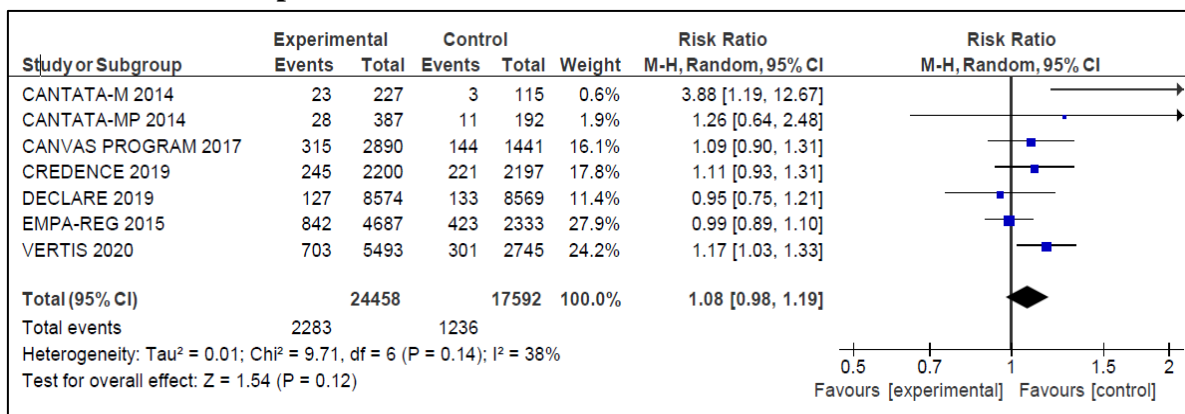 Experimental Control Risk Ratio Risk Ratio
Study or Subgroup Events Total Events Total Weight M-H, Random, 95% CI M-H, Random, 95% CI
CANTATA-M 2014 23 227 3 115 0.6% 3.88 [1.19, 12.67]
CANTATA-MP 2014 28 387 11 192 1.9% 1.26 [0.64, 2.48]
CANVAS PROGRAM 2017 315 2890 144 1441 16.1% 1.09 [0.90, 1.31]
CREDENCE 2019 245 2200 221 2197 17.8% 1.11 [0.93, 1.31]
DECLARE 2019 127 8574 133 8569 11.4% 0.95 [0.75, 1.21]
EMPA-REG 2015 842 4687 423 2333 27.9% 0.99 [0.89, 1.10]
VERTIS 2020 703 5493 301 2745 24.2% 1.17 [1.03, 1.33]
Total (95% CI) 24458 17592 100.0% 1.08 [0.98, 1.19]
Total events 2283 1236
Heterogeneity: Tau² = 0.01; Chi² = 9.71, df = 6 (P = 0.14); I² = 38%
Test for overall effect: Z = 1.54 (P = 0.12)
0.5 0.7 1 1.5 2
Favours [experimental] Favours [control]